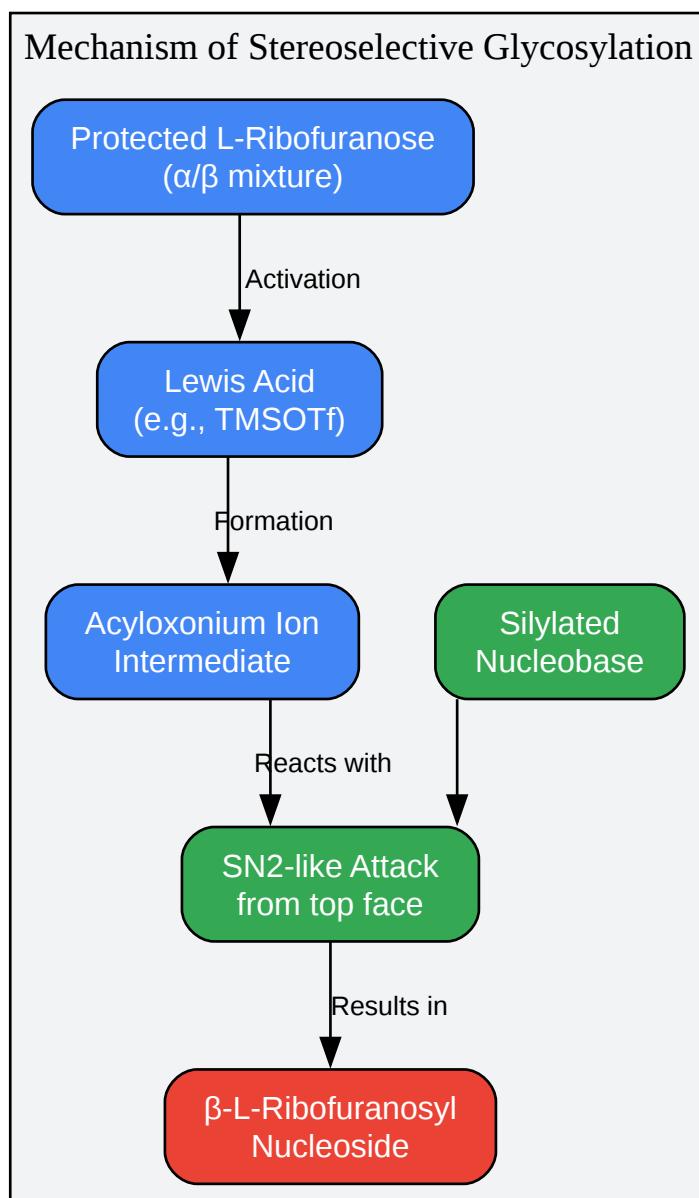 Mechanism of Stereoselective Glycosylation
Protected L-Ribofuranose
(α/β mixture)
Activation
Lewis Acid
(e.g., TMSOTf)
Formation
Acyloxonium Ion
Intermediate
Silylated
Nucleobase
Reacts with
SN2-like Attack
from top face
Results in
β-L-Ribofuranosyl
Nucleoside